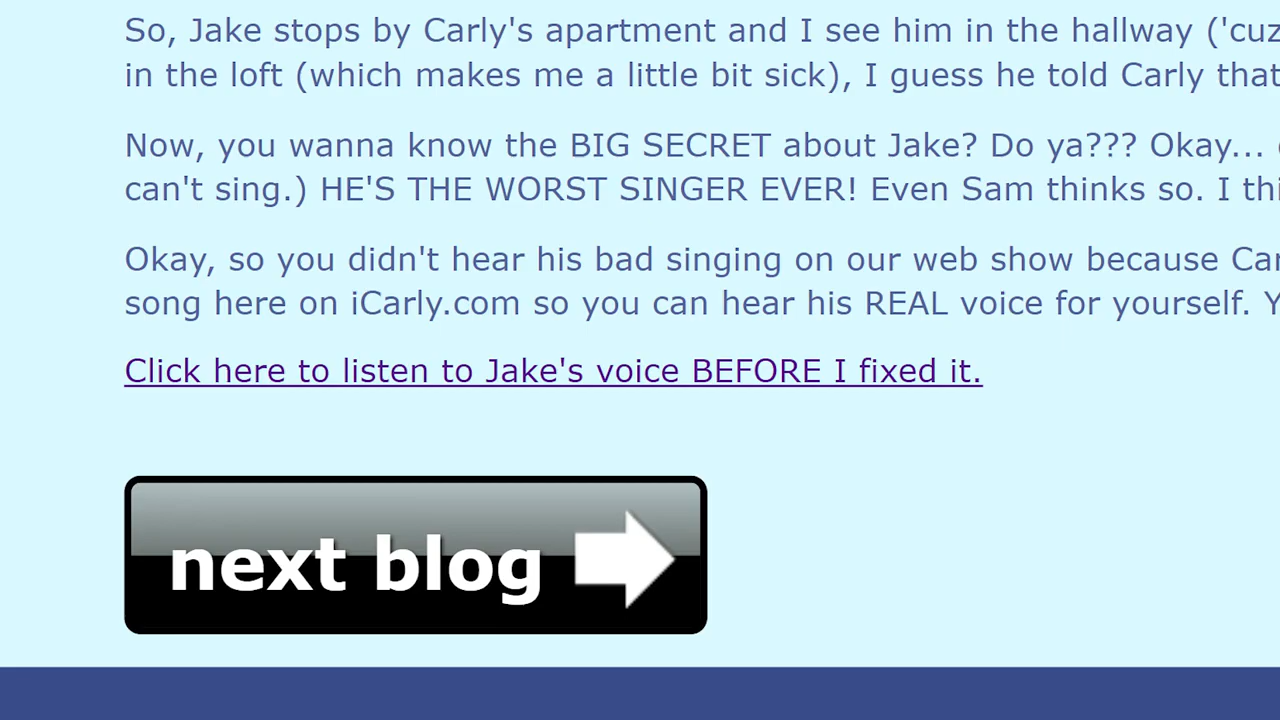 So, Jake stops by Carly's apartment and I see him in the hallway ('cuz
in the loft (which makes me a little bit sick), I guess he told Carly that
Now, you wanna know the BIG SECRET about Jake? Do ya??? Okay...
can't sing.) HE'S THE WORST SINGER EVER! Even Sam thinks so. I
Okay, so you didn't hear his bad singing on our web show because
song here on iCarly.com so you can hear his REAL voice for yourself.
Click here to listen to Jake's voice BEFORE I fixed it.
next blog